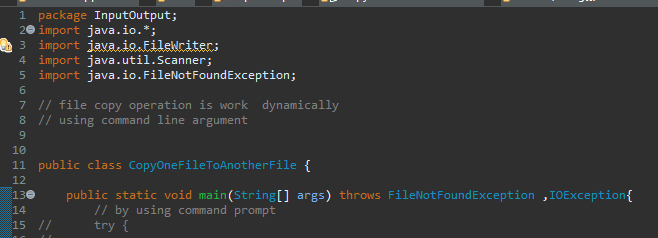 1 package InputOutput;
2 import java.io.*;
3 import java.io.FileWriter;
4 import java.util.Scanner;
5 import java.io.FileNotFoundException;
6
7 // file copy operation is work  dynamically
8 // using command line argument
9
10
11 public class CopyOneFileToAnotherFile {
12
13     public static void main(String[] args) throws FileNotFoundException ,IOException{
14         // by using command prompt
15 //      try {